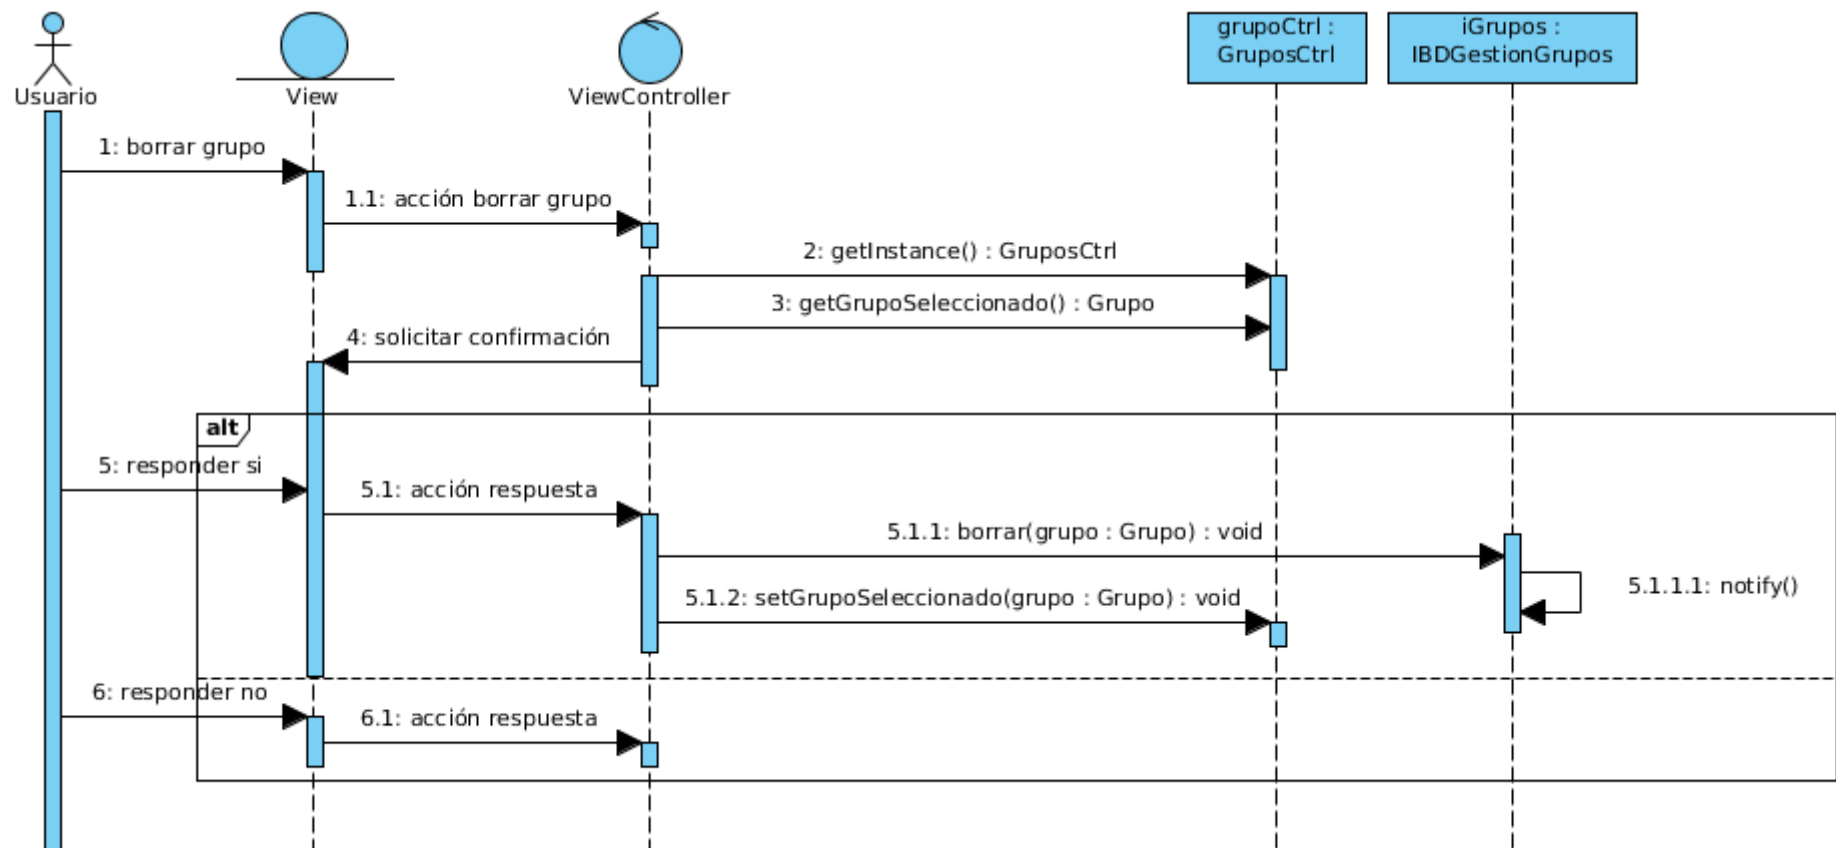 grupoCtrl :
GruposCtrl
iGrupos :
IBDGestionGrupos
Usuario
View
ViewController
1: borrar grupo
1.1: acción borrar grupo
2: getInstance() : GruposCtrl
3: getGrupoSeleccionado() : Grupo
4: solicitar confirmación
alt
5: responder si
5.1: acción respuesta
5.1.1: borrar(grupo : Grupo) : void
5.1.1.1: notify()
5.1.2: setGrupoSeleccionado(grupo : Grupo) : void
6: responder no
6.1: acción respuesta